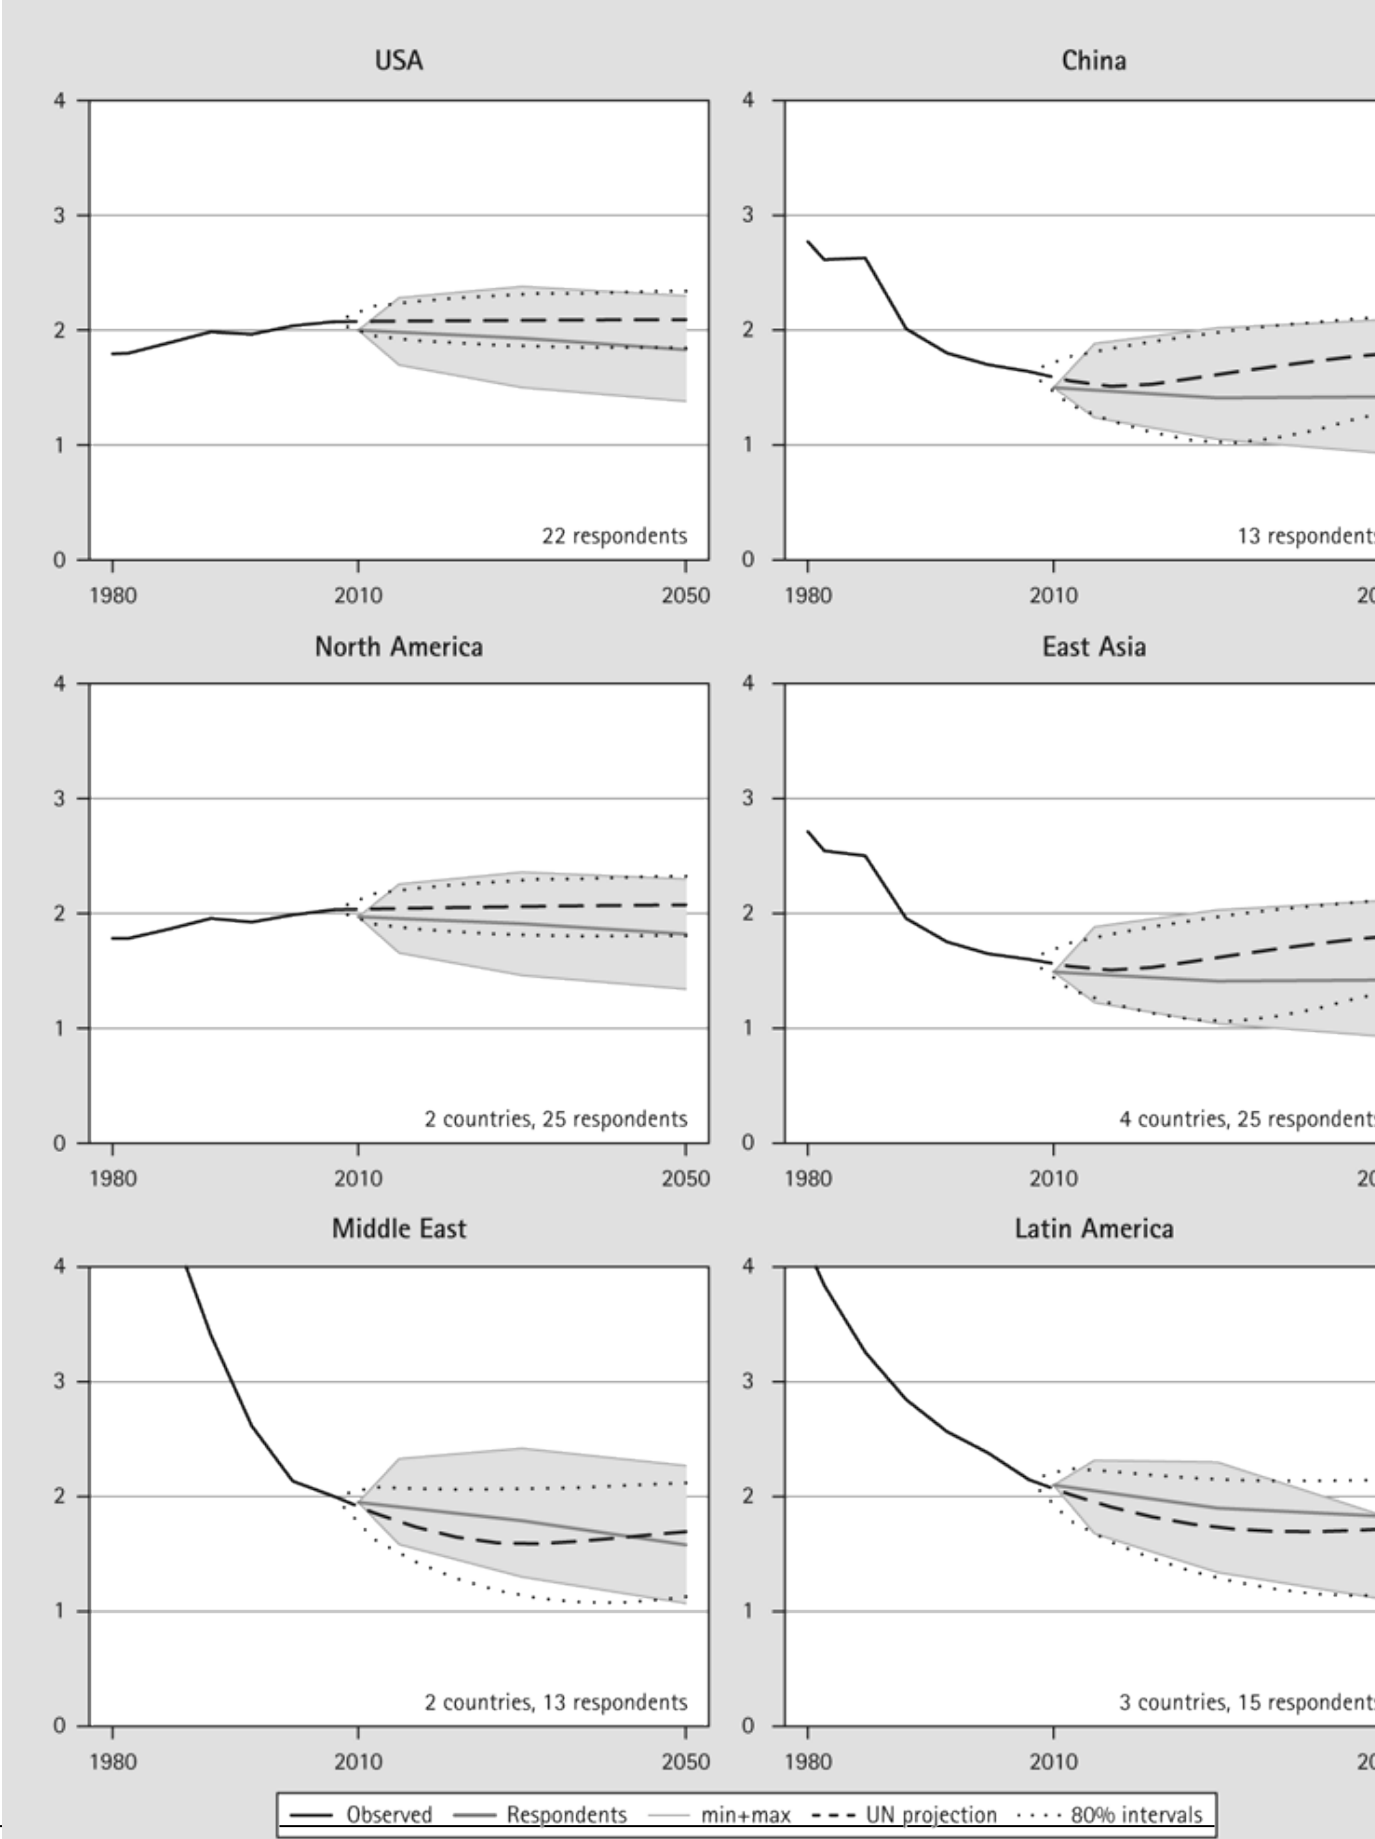 USA China
4 4
3 3
2 2
1 1
22 respondents 13 respondents
0 0
1980 2010 2050 1980 2010 20
North America East Asia
4 4
3 3
2 2
1 1
2 countries, 25 respondents 4 countries, 25 respondents
0 0
1980 2010 2050 1980 2010 20
Middle East Latin America
4 4
3 3
2 2
1 1
2 countries, 13 respondents 3 countries, 15 respondents
0 0
1980 2010 2050 1980 2010 20
Observed Respondents min+max UN projection 80% intervals